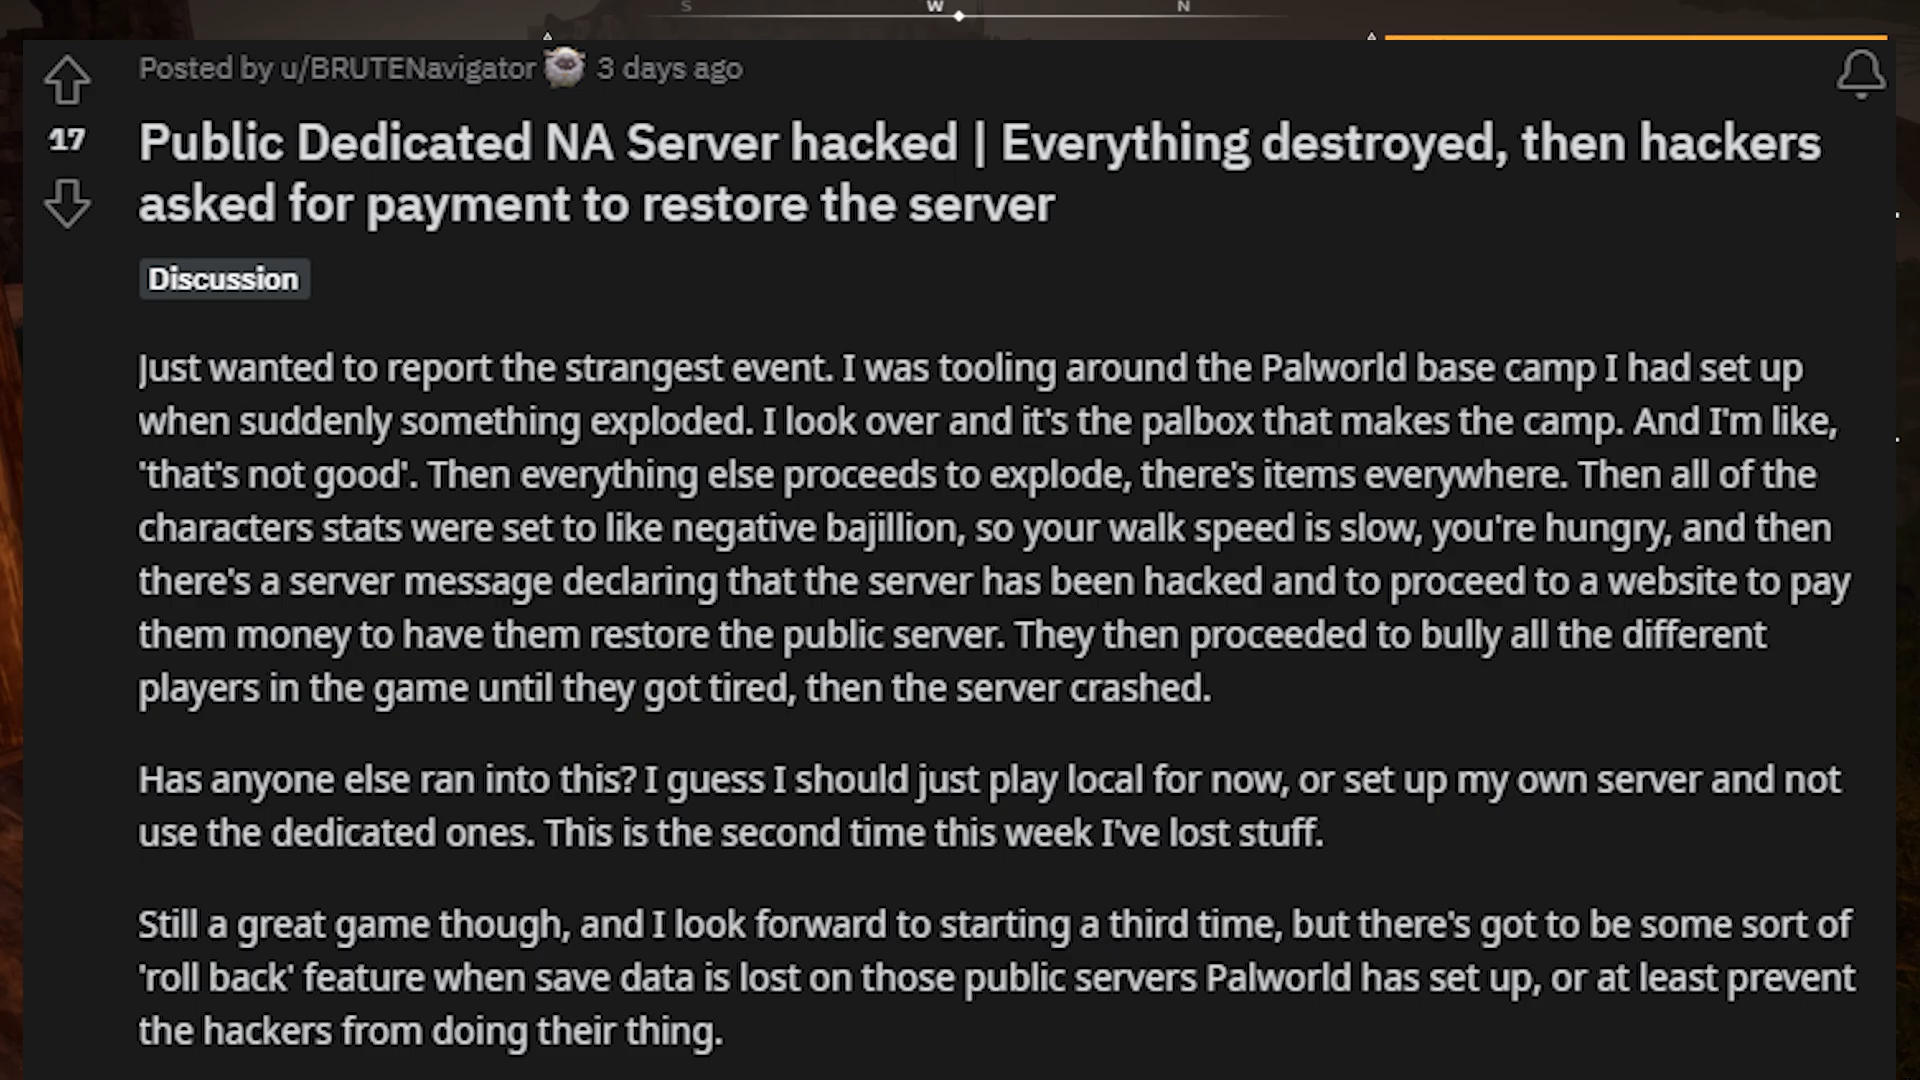 S W N
Posted by u/BRUTENavigator 3 days ago
17
Public Dedicated NA Server hacked | Everything destroyed, then hackers
asked for payment to restore the server
Discussion
Just wanted to report the strangest event. I was tooling around the Palworld base camp I had set up
when suddenly something exploded. I look over and it's the palbox that makes the camp. And I'm like,
'that's not good'. Then everything else proceeds to explode, there's items everywhere. Then all of the
characters stats were set to like negative bajillion, so your walk speed is slow, you're hungry, and then
there's a server message declaring that the server has been hacked and to proceed to a website to pay
them money to have them restore the public server. They then proceeded to bully all the different
players in the game until they got tired, then the server crashed.
Has anyone else ran into this? I guess I should just play local for now, or set up my own server and not
use the dedicated ones. This is the second time this week I've lost stuff.
Still a great game though, and I look forward to starting a third time, but there's got to be some sort of
'roll back' feature when save data is lost on those public servers Palworld has set up, or at least prevent
the hackers from doing their thing.